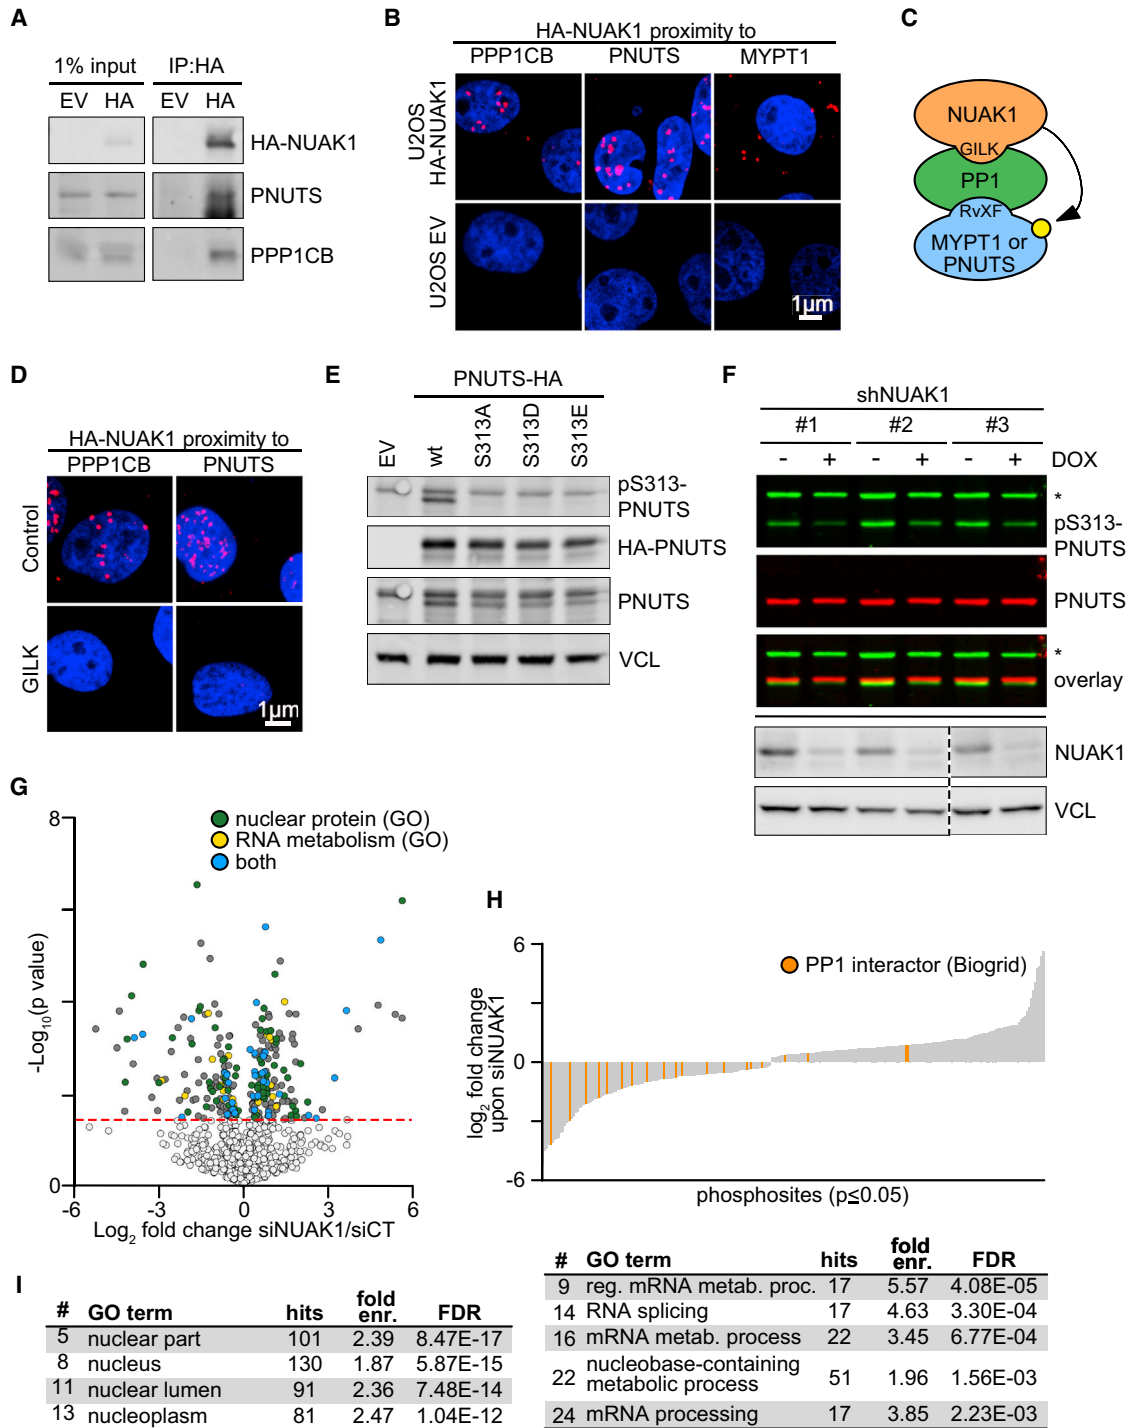 A
1% input IP:HA
EV HA EV HA
HA-NUAK1
PNUTS
PPP1CB
B
HA-NUAK1 proximity to
PPP1CB PNUTS MYPT1
U2OS HA-NUAK1
U2OS EV
1µm
C
NUAK1
GILK
PP1
RvXF
MYPT1 or
PNUTS
D
HA-NUAK1 proximity to
PPP1CB PNUTS
Control
GILK
1µm
E
PNUTS-HA
EV wt S313A S313D S313E
pS313-
PNUTS
HA-PNUTS
PNUTS
VCL
F
shNUAK1
#1 #2 #3
- + - + - + DOX
*
pS313-
PNUTS
PNUTS
*
overlay
NUAK1
VCL
G
nuclear protein (GO)
RNA metabolism (GO)
both
8
0
-Log10(p value)
-6 -3 0 3 6
Log2 fold change siNUAK1/siCT
H
PP1 interactor (Biogrid)
6
0
-3
-6
log2 fold change
upon siNUAK1
phosphosites (p≤0.05)
I
# GO term hits fold enr. FDR
5 nuclear part 101 2.39 8.47E-17
8 nucleus 130 1.87 5.87E-15
11 nuclear lumen 91 2.36 7.48E-14
13 nucleoplasm 81 2.47 1.04E-12
# GO term hits fold enr. FDR
9 reg. mRNA metab. proc. 17 5.57 4.08E-05
14 RNA splicing 17 4.63 3.30E-04
16 mRNA metab. process 22 3.45 6.77E-04
22 nucleobase-containing metabolic process 51 1.96 1.56E-03
24 mRNA processing 17 3.85 2.23E-03